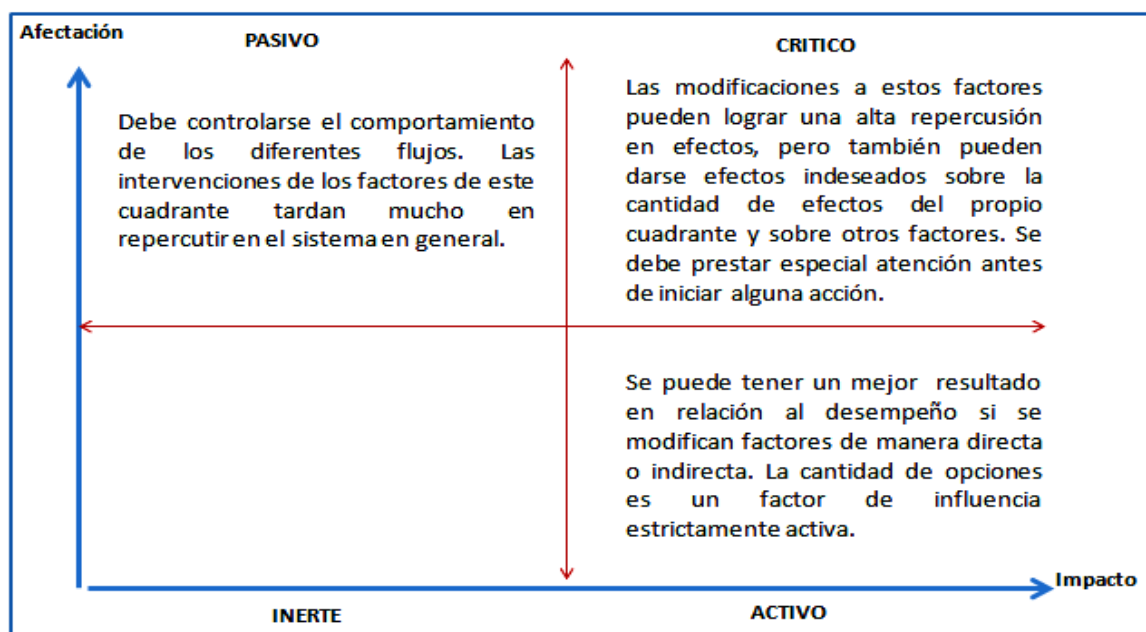 Afectación
PASIVO
CRITICO
Debe controlarse el comportamiento
de los diferentes flujos. Las
intervenciones de los factores de este
cuadrante tardan mucho en
repercutir en el sistema en general.
Las modificaciones a estos factores
pueden lograr una alta repercusión
en efectos, pero también pueden
darse efectos indeseados sobre la
cantidad de efectos del propio
cuadrante y sobre otros factores. Se
debe prestar especial atención antes
de iniciar alguna acción.
Se puede tener un mejor resultado
en relación al desempeño si se
modifican factores de manera directa
o indirecta. La cantidad de opciones
es un factor de influencia
estrictamente activa.
Impacto
INERTE
ACTIVO